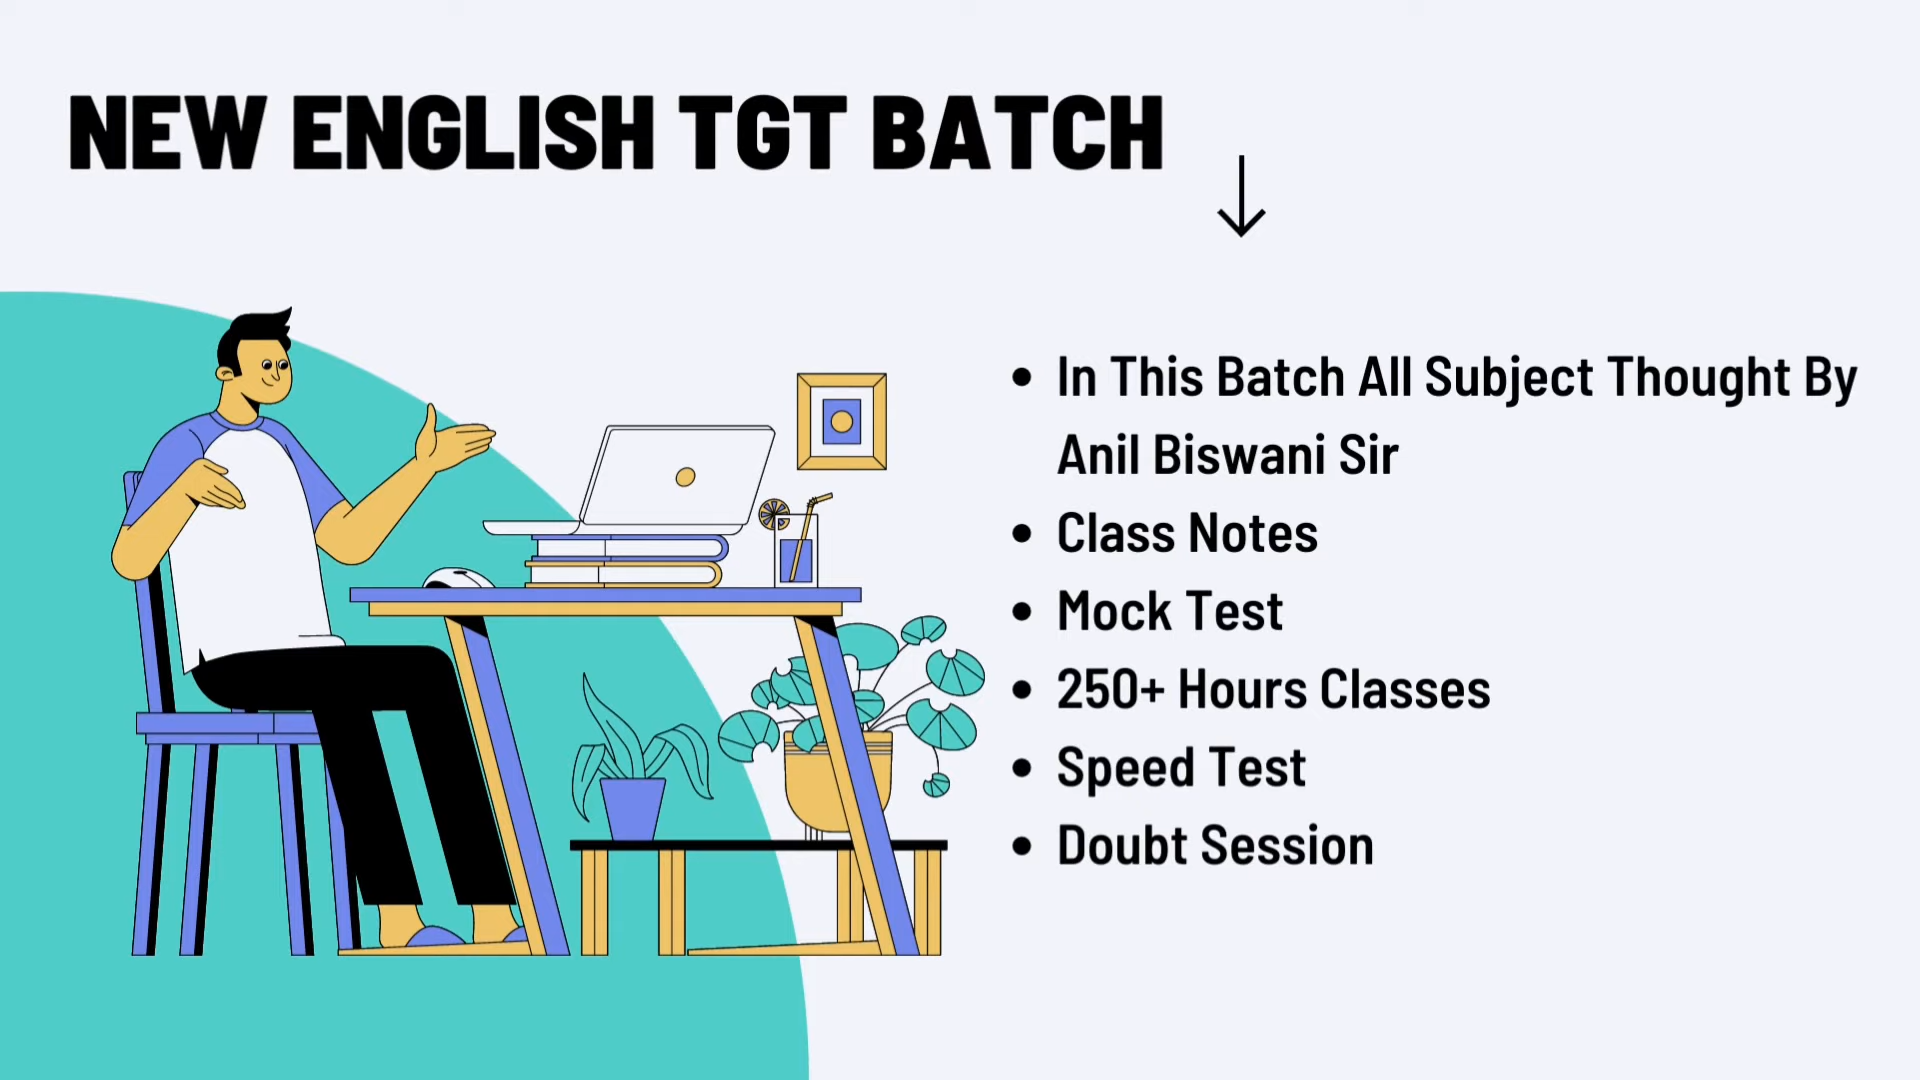 NEW ENGLISH TGT BATCH
• In This Batch All Subject Thought By
Anil Biswani Sir
• Class Notes
• Mock Test
• 250+ Hours Classes
• Speed Test
• Doubt Session